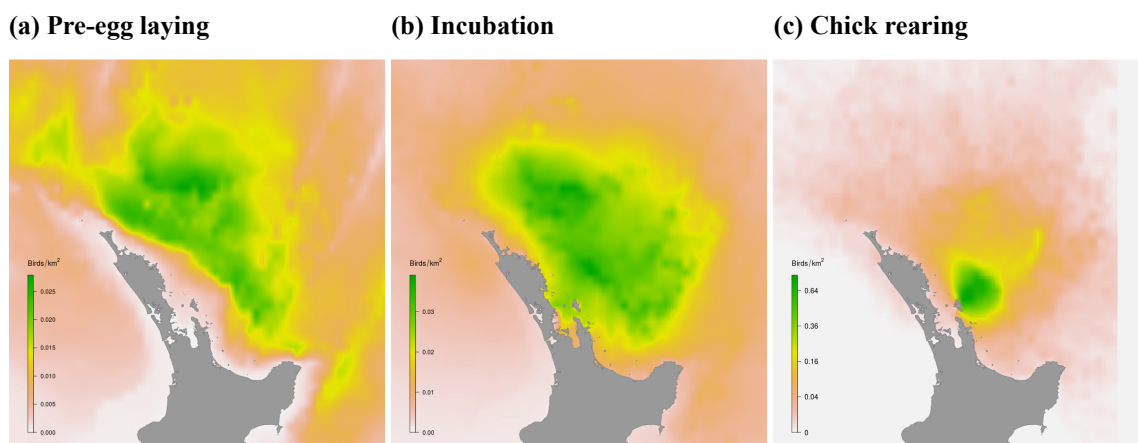 (a) Pre-egg laying
(b) Incubation
(c) Chick rearing
Birds/km²
0.025
0.020
0.015
0.010
0.005
0.000
Birds/km²
0.03
0.02
0.01
0.00
Birds/km²
0.64
0.36
0.16
0.04
0